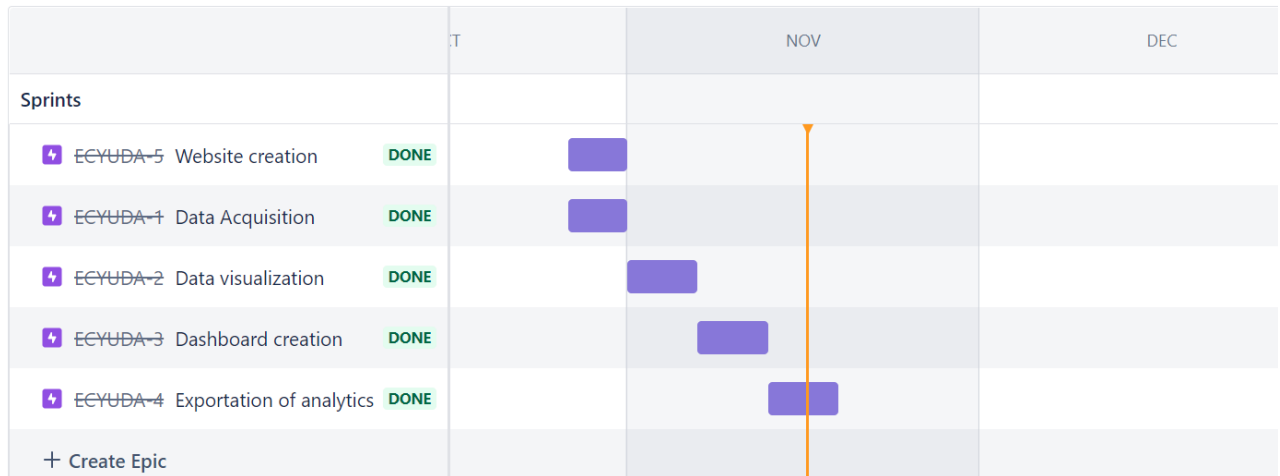 NOV
DEC
Sprints
ECYUDA-5 Website creation DONE
ECYUDA-1 Data Acquisition DONE
ECYUDA-2 Data visualization DONE
ECYUDA-3 Dashboard creation DONE
ECYUDA-4 Exportation of analytics DONE
+ Create Epic